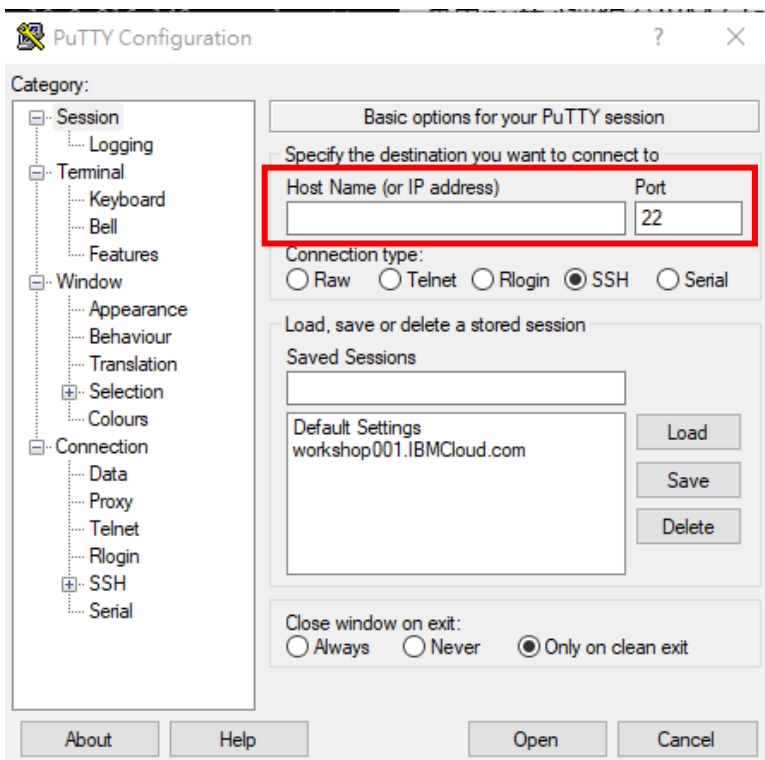 PuTTY Configuration
?
Category:
Session
Logging
Terminal
Keyboard
Bell
Features
Window
Appearance
Behaviour
Translation
Selection
Colours
Connection
Data
Proxy
Telnet
Rlogin
SSH
Serial
Basic options for your PuTTY session
Specify the destination you want to connect to
Host Name (or IP address) Port
22
Connection type:
Raw Telnet Rlogin SSH Serial
Load, save or delete a stored session
Saved Sessions
Default Settings
workshop001.IBMCloud.com
Load
Save
Delete
Close window on exit:
Always Never Only on clean exit
About Help Open Cancel